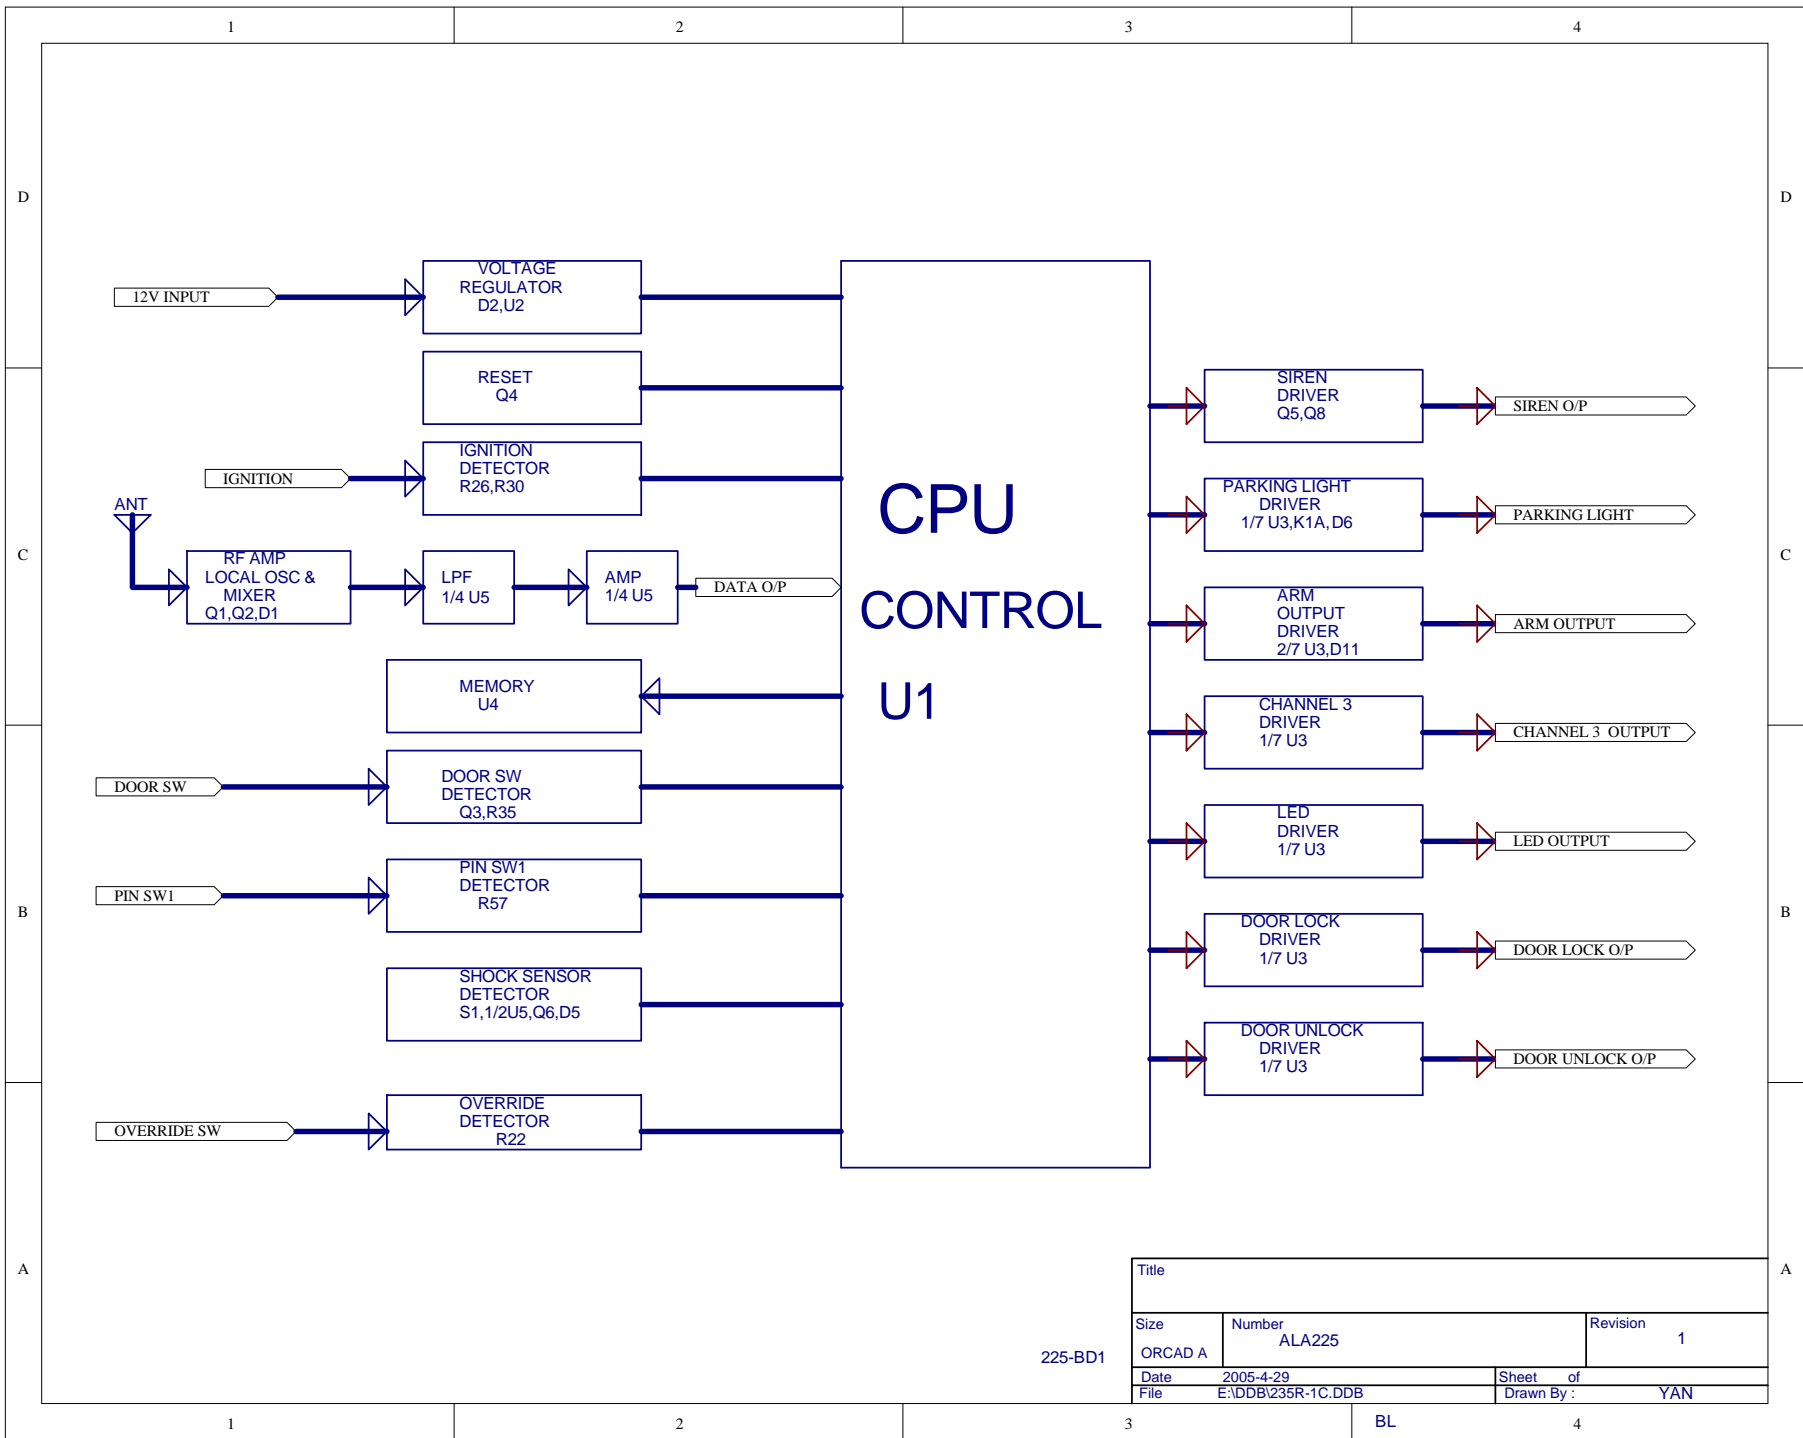 1 2 3 4
D D
12V INPUT
VOLTAGE
REGULATOR
D2,U2
RESET
Q4
IGNITION
IGNITION
DETECTOR
R26,R30
ANT
RF AMP
LOCAL OSC &
MIXER
Q1,Q2,D1
LPF
1/4 U5
AMP
1/4 U5
DATA O/P
C C
MEMORY
U4
DOOR SW
DOOR SW
DETECTOR
Q3,R35
PIN SW1
PIN SW1
DETECTOR
R57
B B
SHOCK SENSOR
DETECTOR
S1,1/2U5,Q6,D5
OVERRIDE SW
OVERRIDE
DETECTOR
R22
CPU
CONTROL
U1
SIREN
DRIVER
Q5,Q8
SIREN O/P
PARKING LIGHT
DRIVER
1/7 U3,K1A,D6
PARKING LIGHT
ARM
OUTPUT
DRIVER
2/7 U3,D11
ARM OUTPUT
CHANNEL 3
DRIVER
1/7 U3
CHANNEL 3 OUTPUT
LED
DRIVER
1/7 U3
LED OUTPUT
DOOR LOCK
DRIVER
1/7 U3
DOOR LOCK O/P
DOOR UNLOCK
DRIVER
1/7 U3
DOOR UNLOCK O/P
A A
225-BD1
Title
Size
ORCAD A
Number
ALA225
Revision
1
Date 2005-4-29
Sheet of
File E:\DDB\235R-1C.DDB
Drawn By : YAN
1 2 3 BL 4